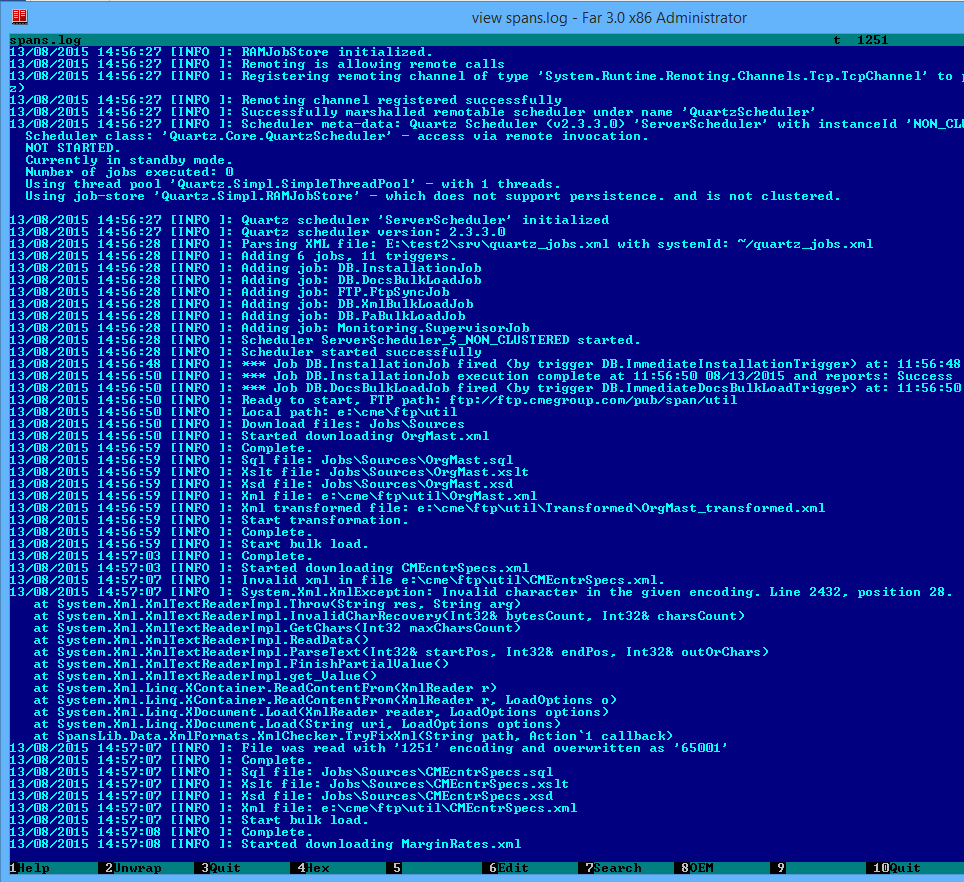 view spans.log - Far 3.0 x86 Administrator
spans.log t 1251
13/08/2015 14:56:27 [INFO ]: RAMJobStore initialized.
13/08/2015 14:56:27 [INFO ]: Remoting is allowing remote calls
13/08/2015 14:56:27 [INFO ]: Registering remoting channel of type 'System.Runtime.Remoting.Channels.Tcp.TcpChannel' to p
z)
13/08/2015 14:56:27 [INFO ]: Remoting channel registered successfully
13/08/2015 14:56:27 [INFO ]: Successfully marshalled remotable scheduler under name 'QuartzScheduler'
13/08/2015 14:56:27 [INFO ]: Scheduler meta-data: Quartz Scheduler (v2.3.3.0) 'ServerScheduler' with instanceId 'NON_CLU
Scheduler class: 'Quartz.Core.QuartzScheduler' - access via remote invocation.
NOT STARTED.
Currently in standby mode.
Number of jobs executed: 0
Using thread pool 'Quartz.Simpl.SimpleThreadPool' - with 1 threads.
Using job-store 'Quartz.Simpl.RAMJobStore' - which does not support persistence. and is not clustered.
13/08/2015 14:56:27 [INFO ]: Quartz scheduler 'ServerScheduler' initialized
13/08/2015 14:56:27 [INFO ]: Quartz scheduler version: 2.3.3.0
13/08/2015 14:56:28 [INFO ]: Parsing XML file: E:\test2\srv\quartz_jobs.xml with systemId: ~/quartz_jobs.xml
13/08/2015 14:56:28 [INFO ]: Adding 6 jobs, 11 triggers.
13/08/2015 14:56:28 [INFO ]: Adding job: DB.InstallationJob
13/08/2015 14:56:28 [INFO ]: Adding job: DB.DocsBulkLoadJob
13/08/2015 14:56:28 [INFO ]: Adding job: FTP.FtpSyncJob
13/08/2015 14:56:28 [INFO ]: Adding job: DB.XmlBulkLoadJob
13/08/2015 14:56:28 [INFO ]: Adding job: DB.PaBulkLoadJob
13/08/2015 14:56:28 [INFO ]: Adding job: Monitoring.SupervisorJob
13/08/2015 14:56:28 [INFO ]: Scheduler ServerScheduler_$_NON_CLUSTERED started.
13/08/2015 14:56:28 [INFO ]: Scheduler started successfully
13/08/2015 14:56:48 [INFO ]: *** Job DB.InstallationJob fired (by trigger DB.ImmediateInstallationTrigger) at: 11:56:48
13/08/2015 14:56:50 [INFO ]: *** Job DB.InstallationJob execution complete at 11:56:50 08/13/2015 and reports: Success
13/08/2015 14:56:50 [INFO ]: *** Job DB.DocsBulkLoadJob fired (by trigger DB.ImmediateDocsBulkLoadTrigger) at: 11:56:50
13/08/2015 14:56:50 [INFO ]: Ready to start, FTP path: ftp://ftp.cmegroup.com/pub/span/util
13/08/2015 14:56:50 [INFO ]: Local path: e:\cme\ftp\util
13/08/2015 14:56:50 [INFO ]: Download files: Jobs\Sources
13/08/2015 14:56:50 [INFO ]: Started downloading OrgMast.xml
13/08/2015 14:56:59 [INFO ]: Complete.
13/08/2015 14:56:59 [INFO ]: Sql file: Jobs\Sources\OrgMast.sql
13/08/2015 14:56:59 [INFO ]: Xslt file: Jobs\Sources\OrgMast.xslt
13/08/2015 14:56:59 [INFO ]: Xsd file: Jobs\Sources\OrgMast.xsd
13/08/2015 14:56:59 [INFO ]: Xml file: e:\cme\ftp\util\OrgMast.xml
13/08/2015 14:56:59 [INFO ]: Xml transformed file: e:\cme\ftp\util\Transformed\OrgMast_transformed.xml
13/08/2015 14:56:59 [INFO ]: Start transformation.
13/08/2015 14:56:59 [INFO ]: Complete.
13/08/2015 14:56:59 [INFO ]: Start bulk load.
13/08/2015 14:57:03 [INFO ]: Complete.
13/08/2015 14:57:03 [INFO ]: Started downloading CMEcntrSpecs.xml
13/08/2015 14:57:07 [INFO ]: Invalid xml in file e:\cme\ftp\util\CMEcntrSpecs.xml.
13/08/2015 14:57:07 [INFO ]: System.Xml.XmlException: Invalid character in the given encoding. Line 2432, position 28.
at System.Xml.XmlTextReaderImpl.Throw(String res, String arg)
at System.Xml.XmlTextReaderImpl.InvalidCharRecovery(Int32& bytesCount, Int32& charsCount)
at System.Xml.XmlTextReaderImpl.GetChars(Int32 maxCharsCount)
at System.Xml.XmlTextReaderImpl.ReadData()
at System.Xml.XmlTextReaderImpl.ParseText(Int32& startPos, Int32& endPos, Int32& outOrChars)
at System.Xml.XmlTextReaderImpl.FinishPartialValue()
at System.Xml.XmlTextReaderImpl.get_Value()
at System.Xml.Linq.XContainer.ReadContentFrom(XmlReader r)
at System.Xml.Linq.XContainer.ReadContentFrom(XmlReader r, LoadOptions o)
at System.Xml.Linq.XDocument.Load(XmlReader reader, LoadOptions options)
at System.Xml.Linq.XDocument.Load(String uri, LoadOptions options)
at SpansLib.Data.XmlFormats.XmlChecker.TryFixXml(String path, Action`1 callback)
13/08/2015 14:57:07 [INFO ]: File was read with '1251' encoding and overwritten as '65001'
13/08/2015 14:57:07 [INFO ]: Complete.
13/08/2015 14:57:07 [INFO ]: Sql file: Jobs\Sources\CMEcntrSpecs.sql
13/08/2015 14:57:07 [INFO ]: Xslt file: Jobs\Sources\CMEcntrSpecs.xslt
13/08/2015 14:57:07 [INFO ]: Xsd file: Jobs\Sources\CMEcntrSpecs.xsd
13/08/2015 14:57:07 [INFO ]: Xml file: e:\cme\ftp\util\CMEcntrSpecs.xml
13/08/2015 14:57:07 [INFO ]: Start bulk load.
13/08/2015 14:57:08 [INFO ]: Complete.
13/08/2015 14:57:08 [INFO ]: Started downloading MarginRates.xml
1Help 2Unwrap 3Quit 4Hex 5 6Edit 7Search 8OEM 9 10Quit